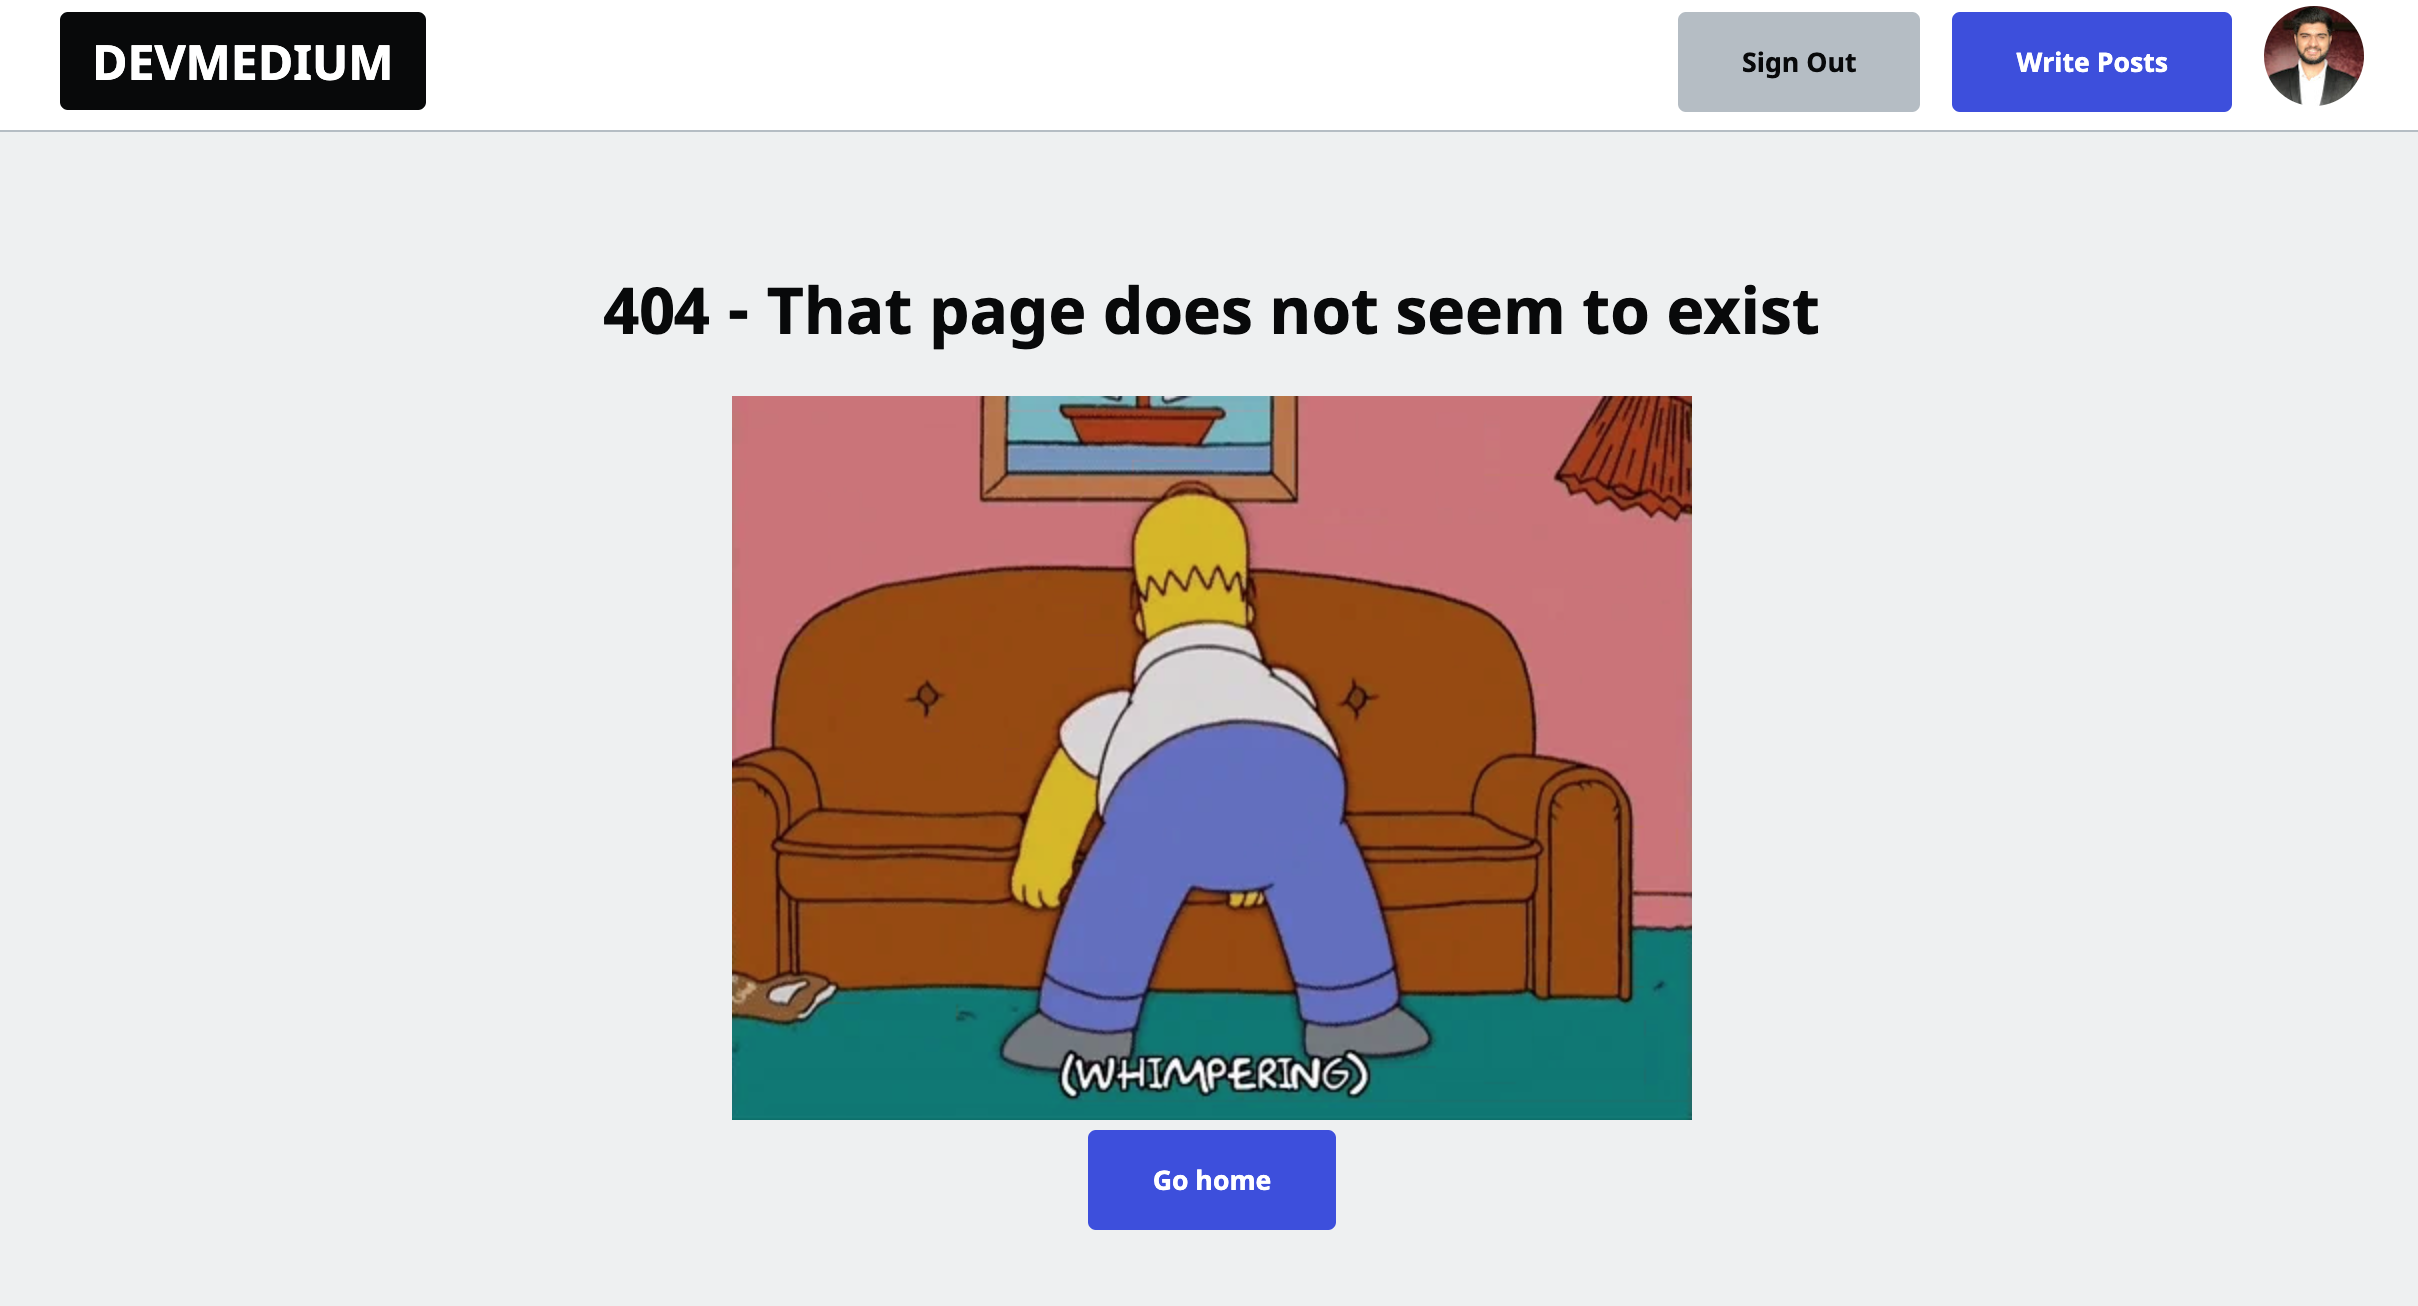 DEVMEDIUM
Sign Out
Write Posts
404 - That page does not seem to exist
(WHIMPERING)
Go home